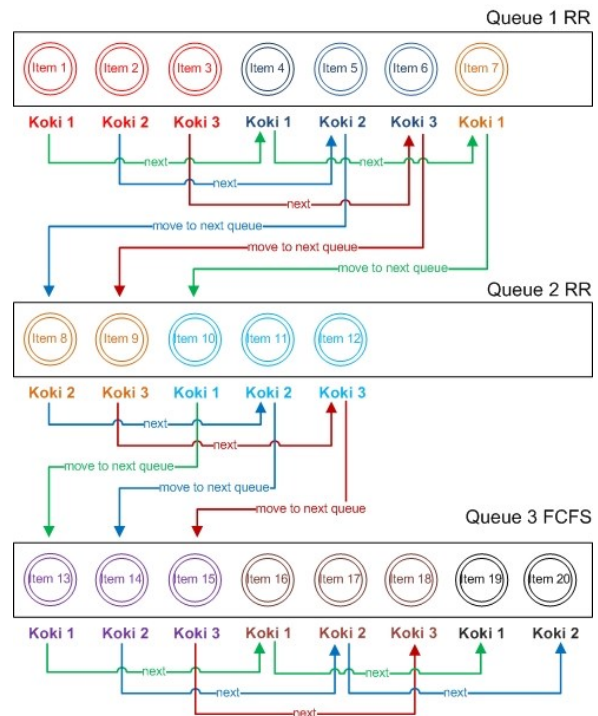 Queue 1 RR
Item 1 Item 2 Item 3 Item 4 Item 5 Item 6 Item 7
Koki 1 Koki 2 Koki 3 Koki 1 Koki 2 Koki 3 Koki 1
next next
next
next
move to next queue
move to next queue
move to next queue
Queue 2 RR
Item 8 Item 9 Item 10 Item 11 Item 12
Koki 2 Koki 3 Koki 1 Koki 2 Koki 3
next
next
move to next queue
move to next queue
move to next queue
Queue 3 FCFS
Item 13 Item 14 Item 15 Item 16 Item 17 Item 18 Item 19 Item 20
Koki 1 Koki 2 Koki 3 Koki 1 Koki 2 Koki 3 Koki 1 Koki 2
next next
next next
next